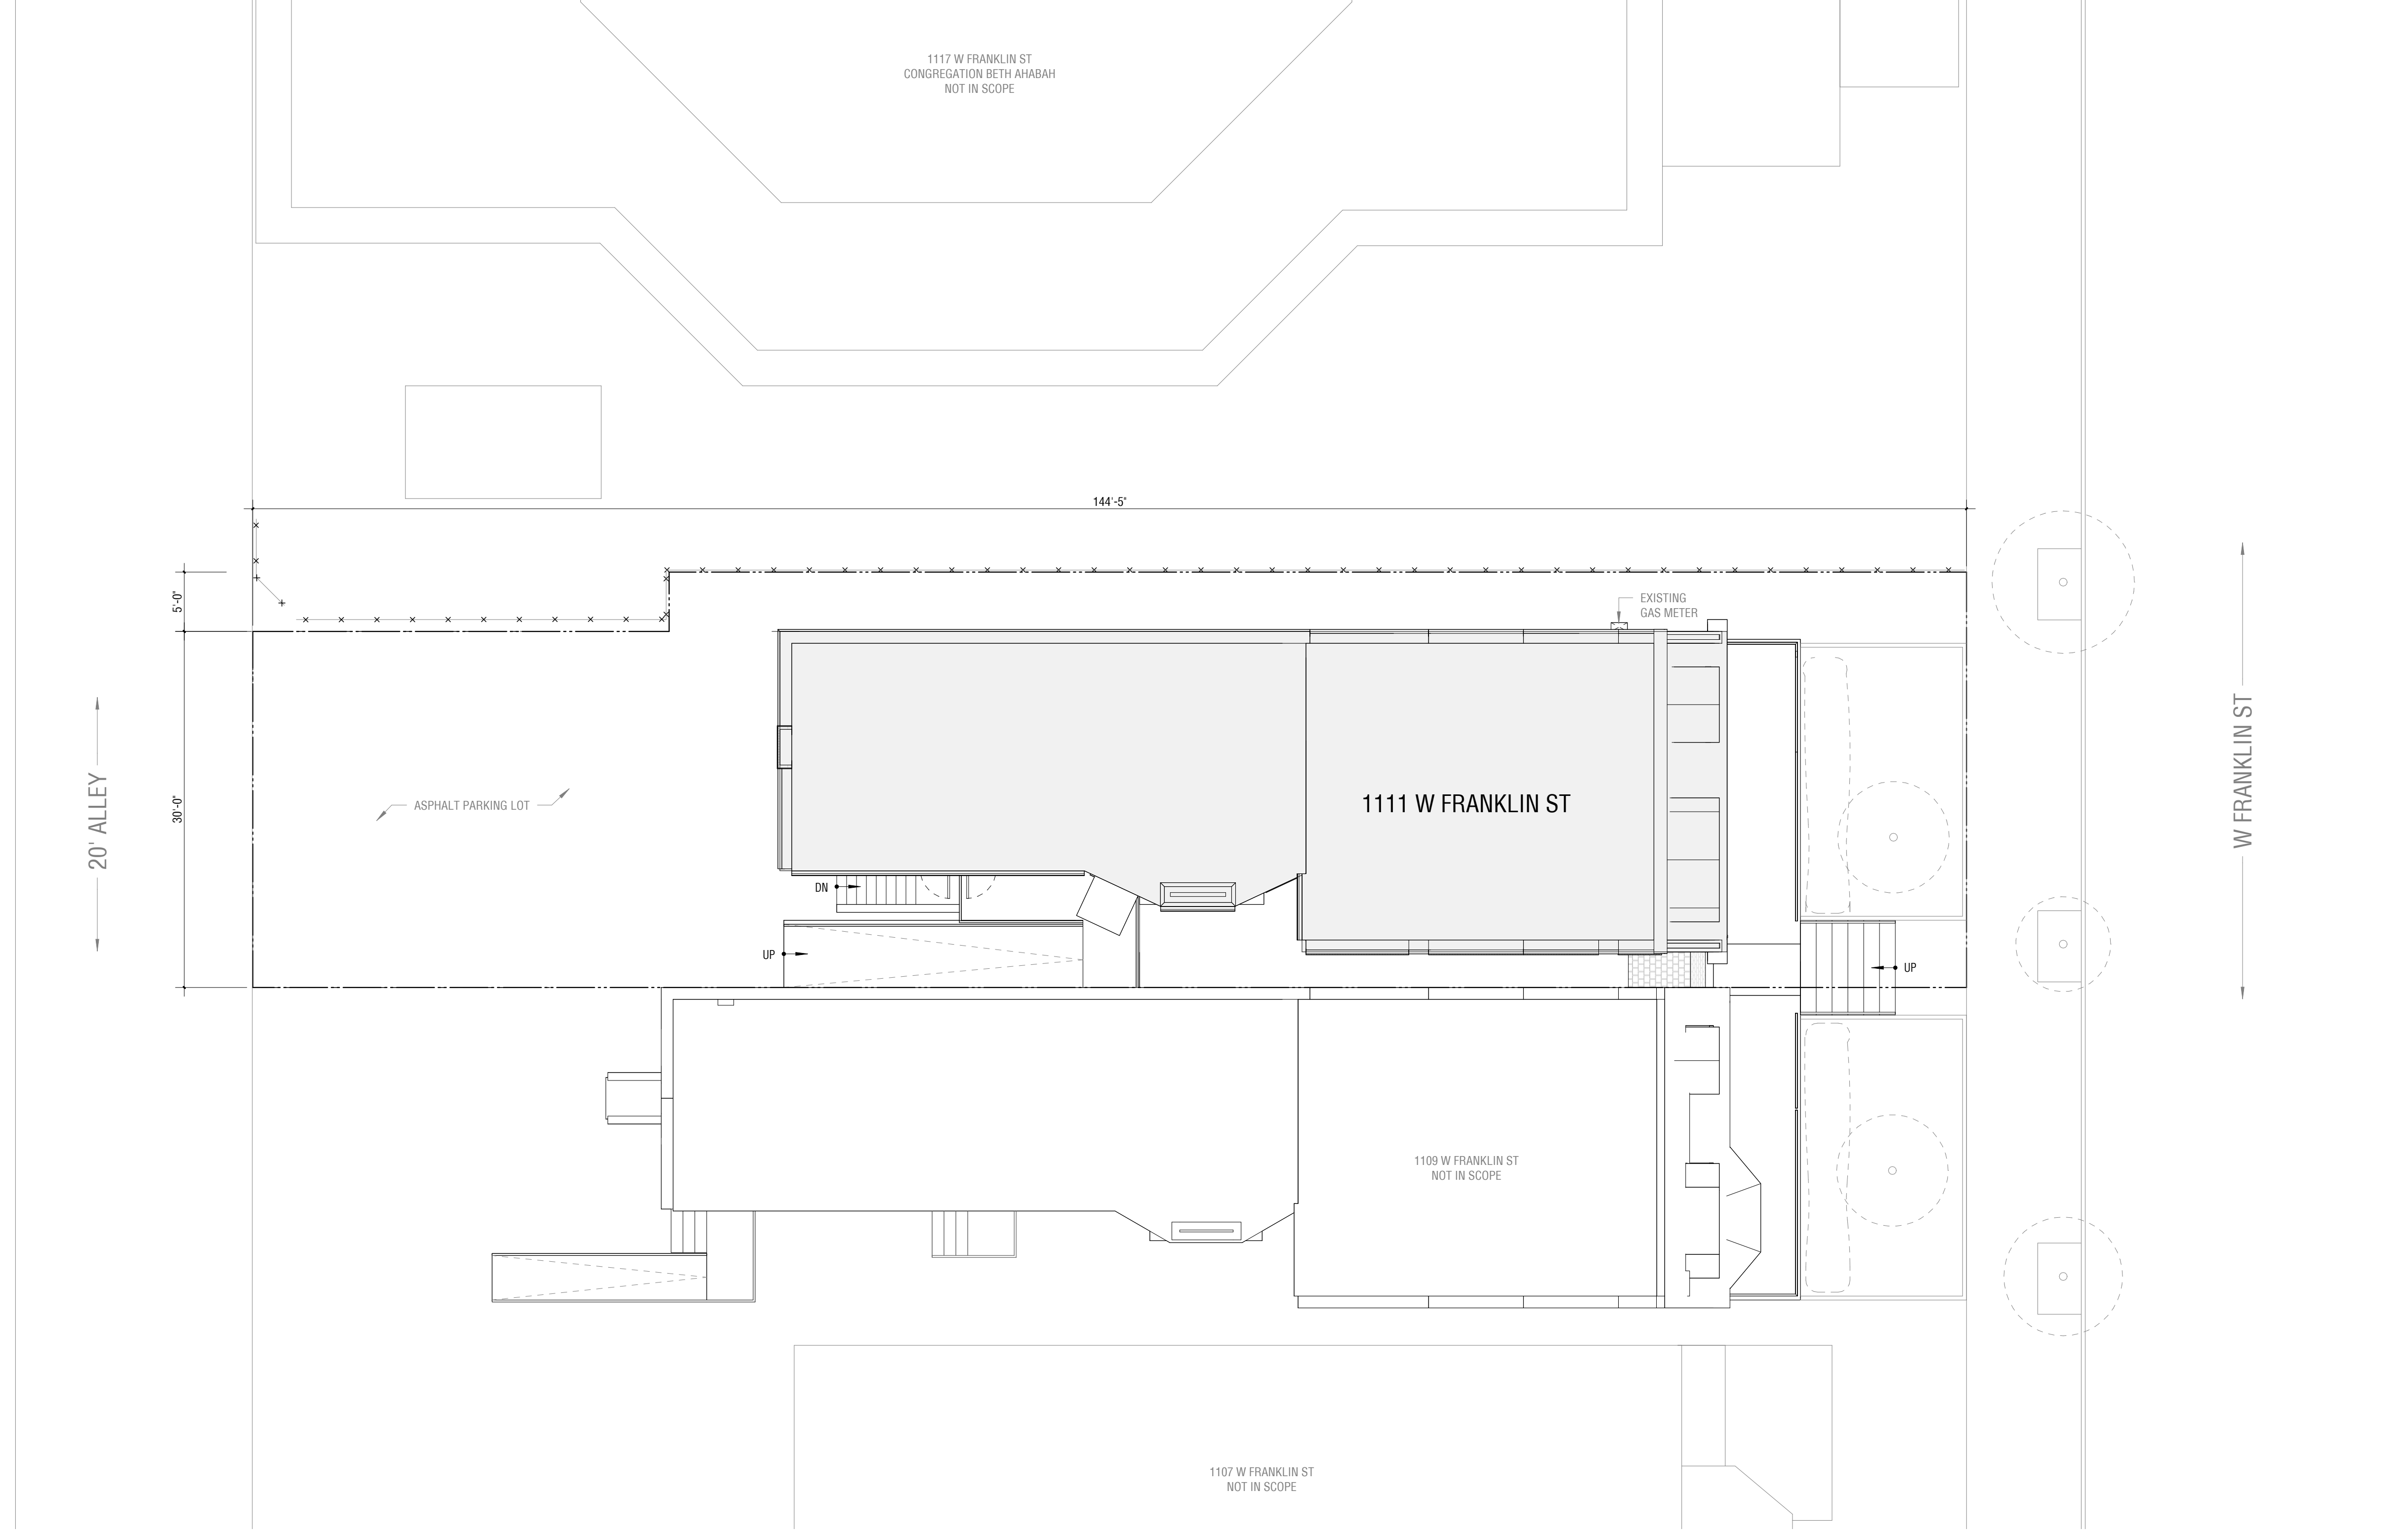 1117 W FRANKLIN ST
CONGREGATION BETH AHABAH
NOT IN SCOPE
144'-5"
5'-0"
EXISTING
GAS METER
30'-0"
20' ALLEY
ASPHALT PARKING LOT
1111 W FRANKLIN ST
W FRANKLIN ST
DN
UP
UP
1109 W FRANKLIN ST
NOT IN SCOPE
1107 W FRANKLIN ST
NOT IN SCOPE